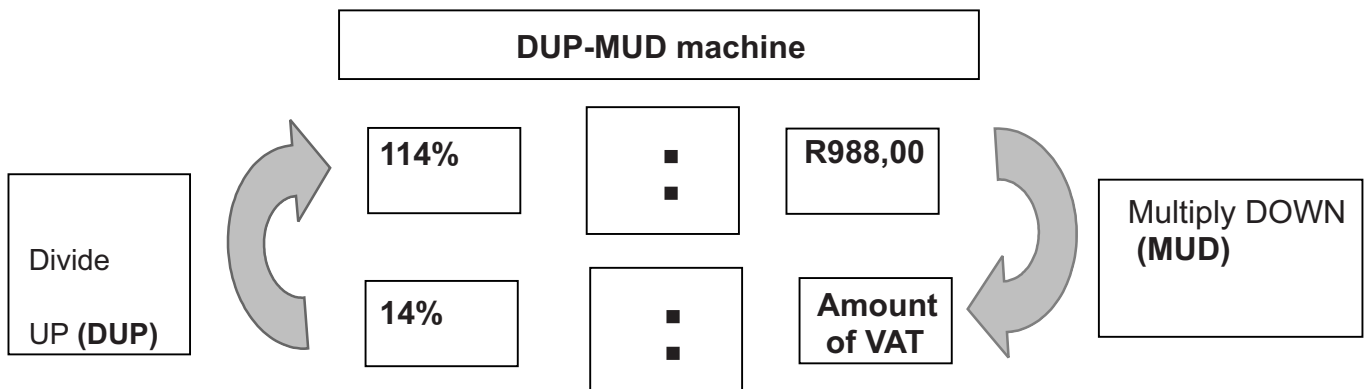 DUP-MUD machine
114%
:
R988,00
Divide
UP (DUP)
Multiply DOWN
(MUD)
14%
:
Amount
of VAT